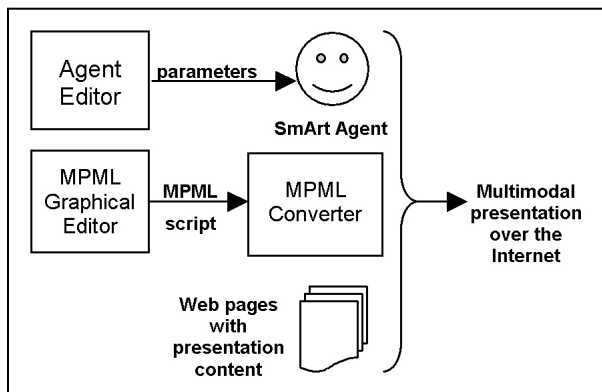 Agent
Editor
parameters
SmArt Agent
MPML
Graphical
Editor
MPML
script
MPML
Converter
Web pages
with
presentation
content
Multimodal
presentation
over the
Internet